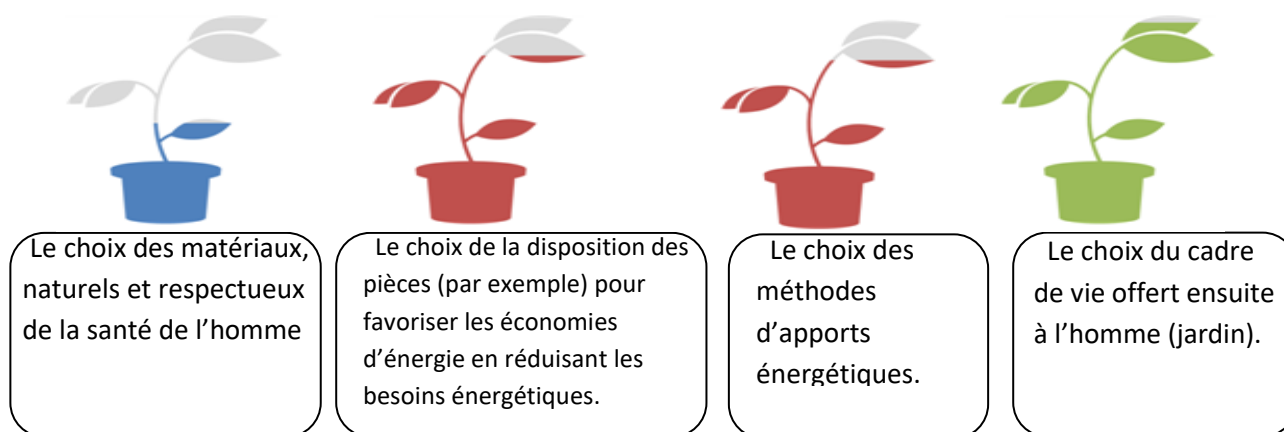 Le choix des matériaux,
naturels et respectueux
de la santé de l’homme
Le choix de la disposition des
pièces (par exemple) pour
favoriser les économies
d’énergie en réduisant les
besoins énergétiques.
Le choix des
méthodes
d’apports
énergétiques.
Le choix du cadre
de vie offert ensuite
à l’homme (jardin).